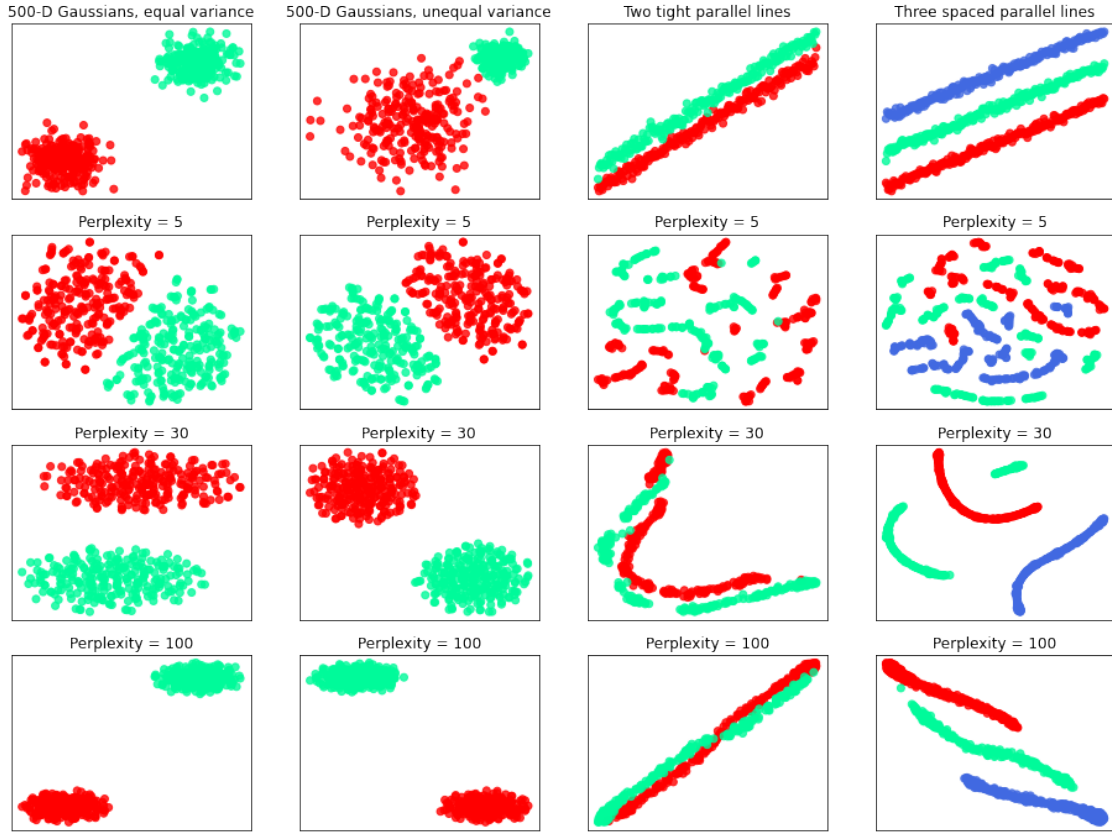 500-D Gaussians, equal variance
500-D Gaussians, unequal variance
Two tight parallel lines
Three spaced parallel lines
Perplexity = 5
Perplexity = 5
Perplexity = 5
Perplexity = 5
Perplexity = 30
Perplexity = 30
Perplexity = 30
Perplexity = 30
Perplexity = 100
Perplexity = 100
Perplexity = 100
Perplexity = 100